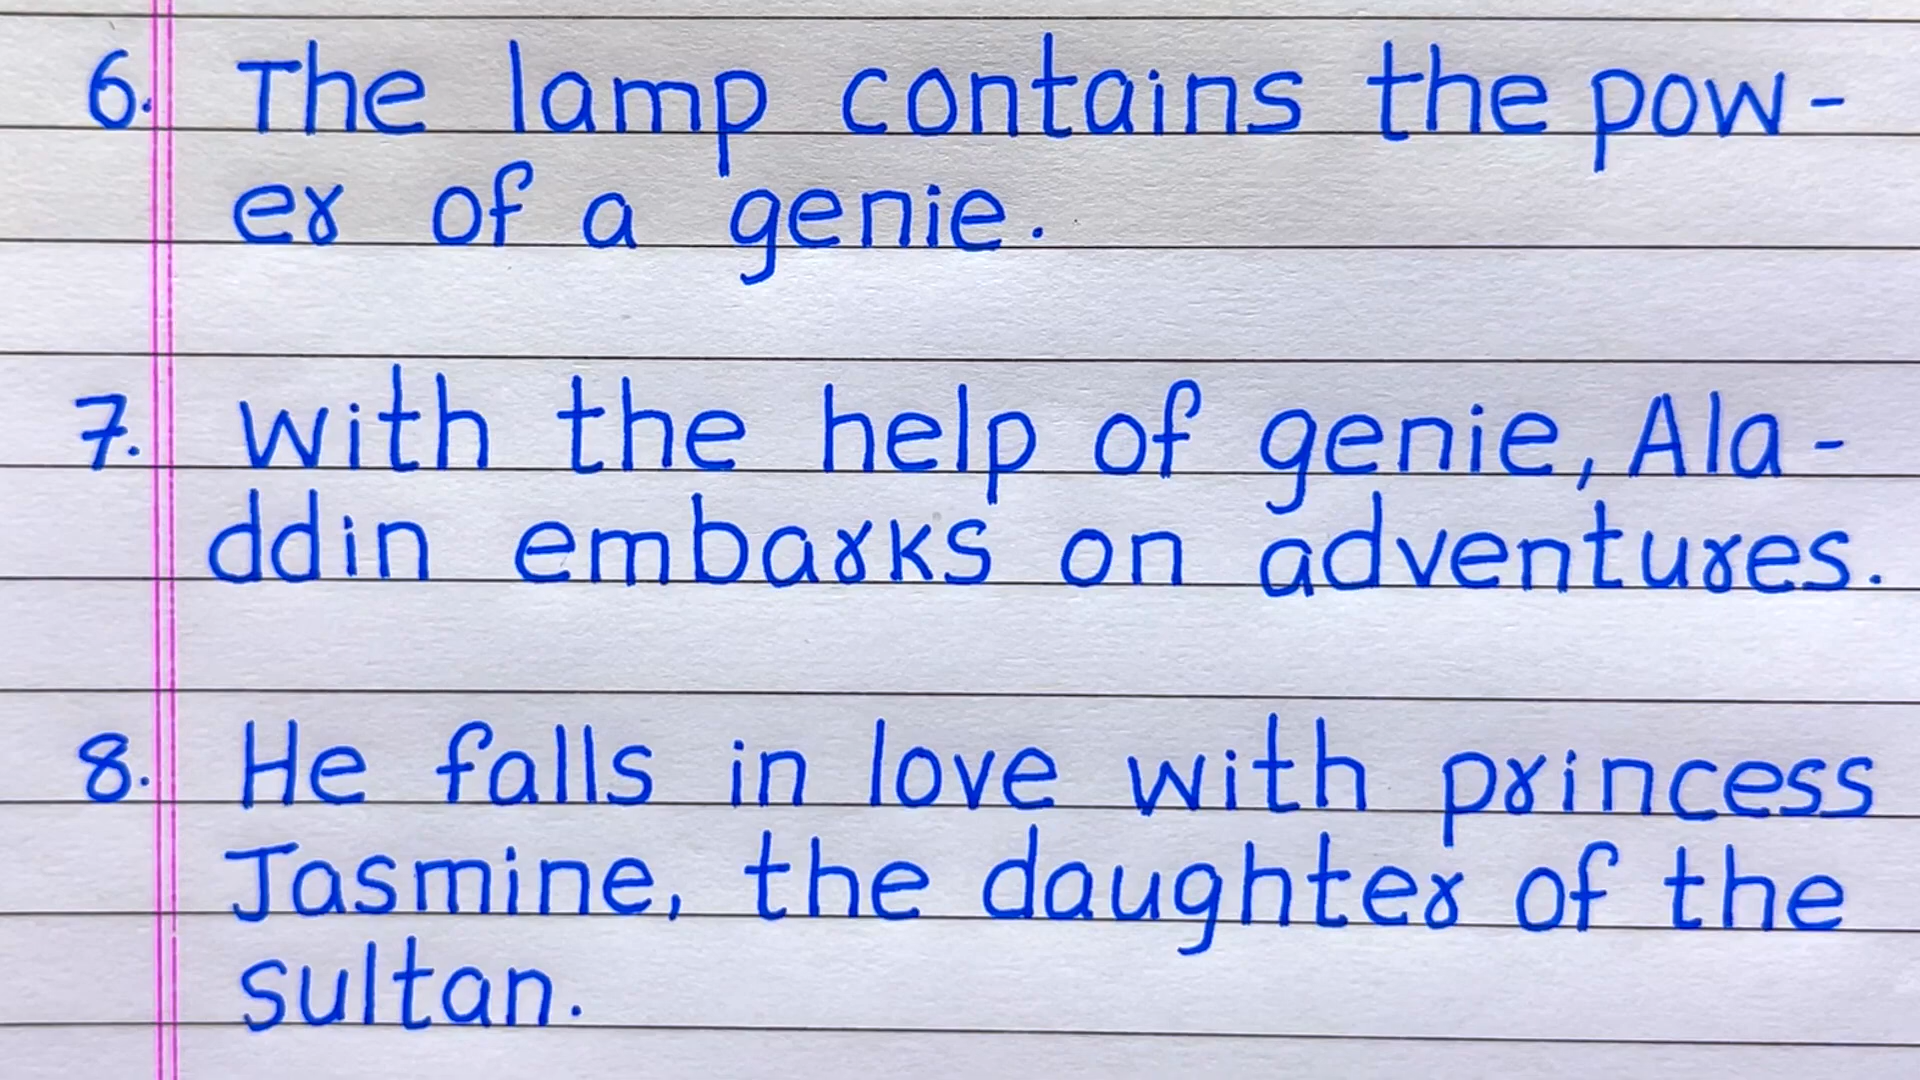 6. The lamp contains the pow-
er of a genie.
7. With the help of genie, Ala-
ddin embarks on adventures.
8. He falls in love with princess
Jasmine, the daughter of the
sultan.